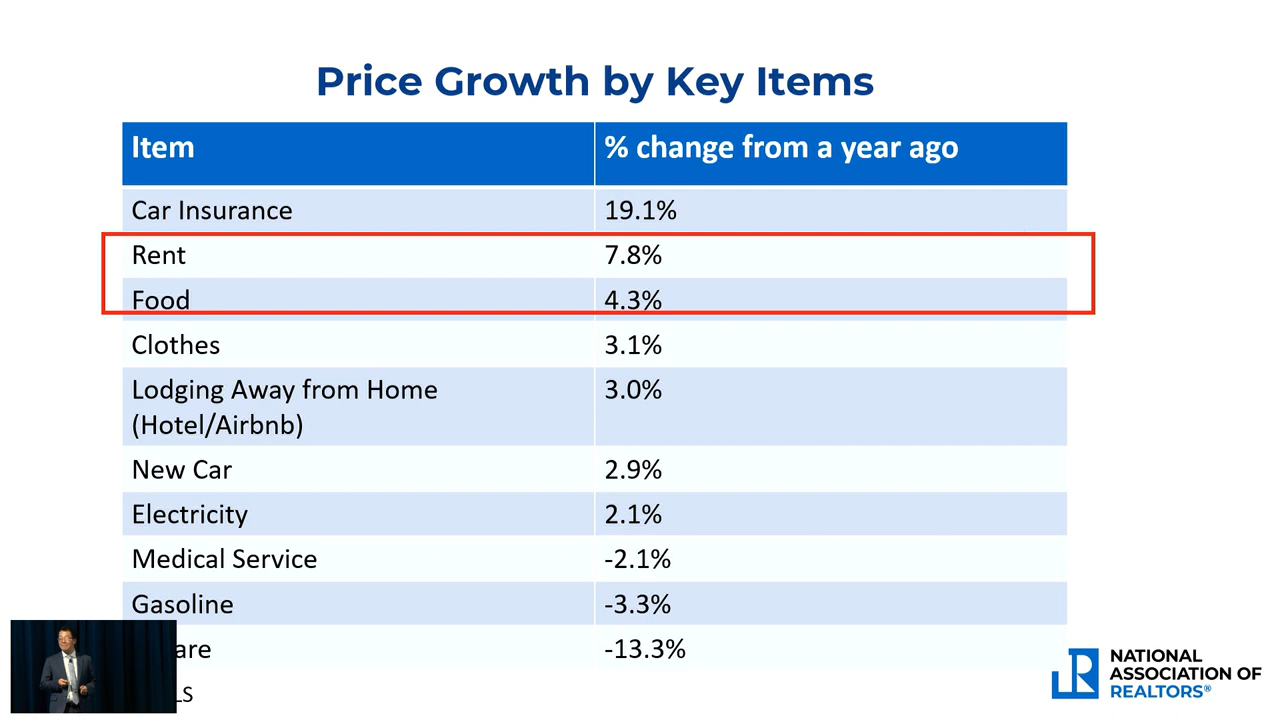 Price Growth by Key Items
Item % change from a year ago
Car Insurance 19.1%
Rent 7.8%
Food 4.3%
Clothes 3.1%
Lodging Away from Home 3.0%
(Hotel/Airbnb)
New Car 2.9%
Electricity 2.1%
Medical Service -2.1%
Gasoline -3.3%
are -13.3%
LS
NATIONAL
ASSOCIATION OF
REALTORS®